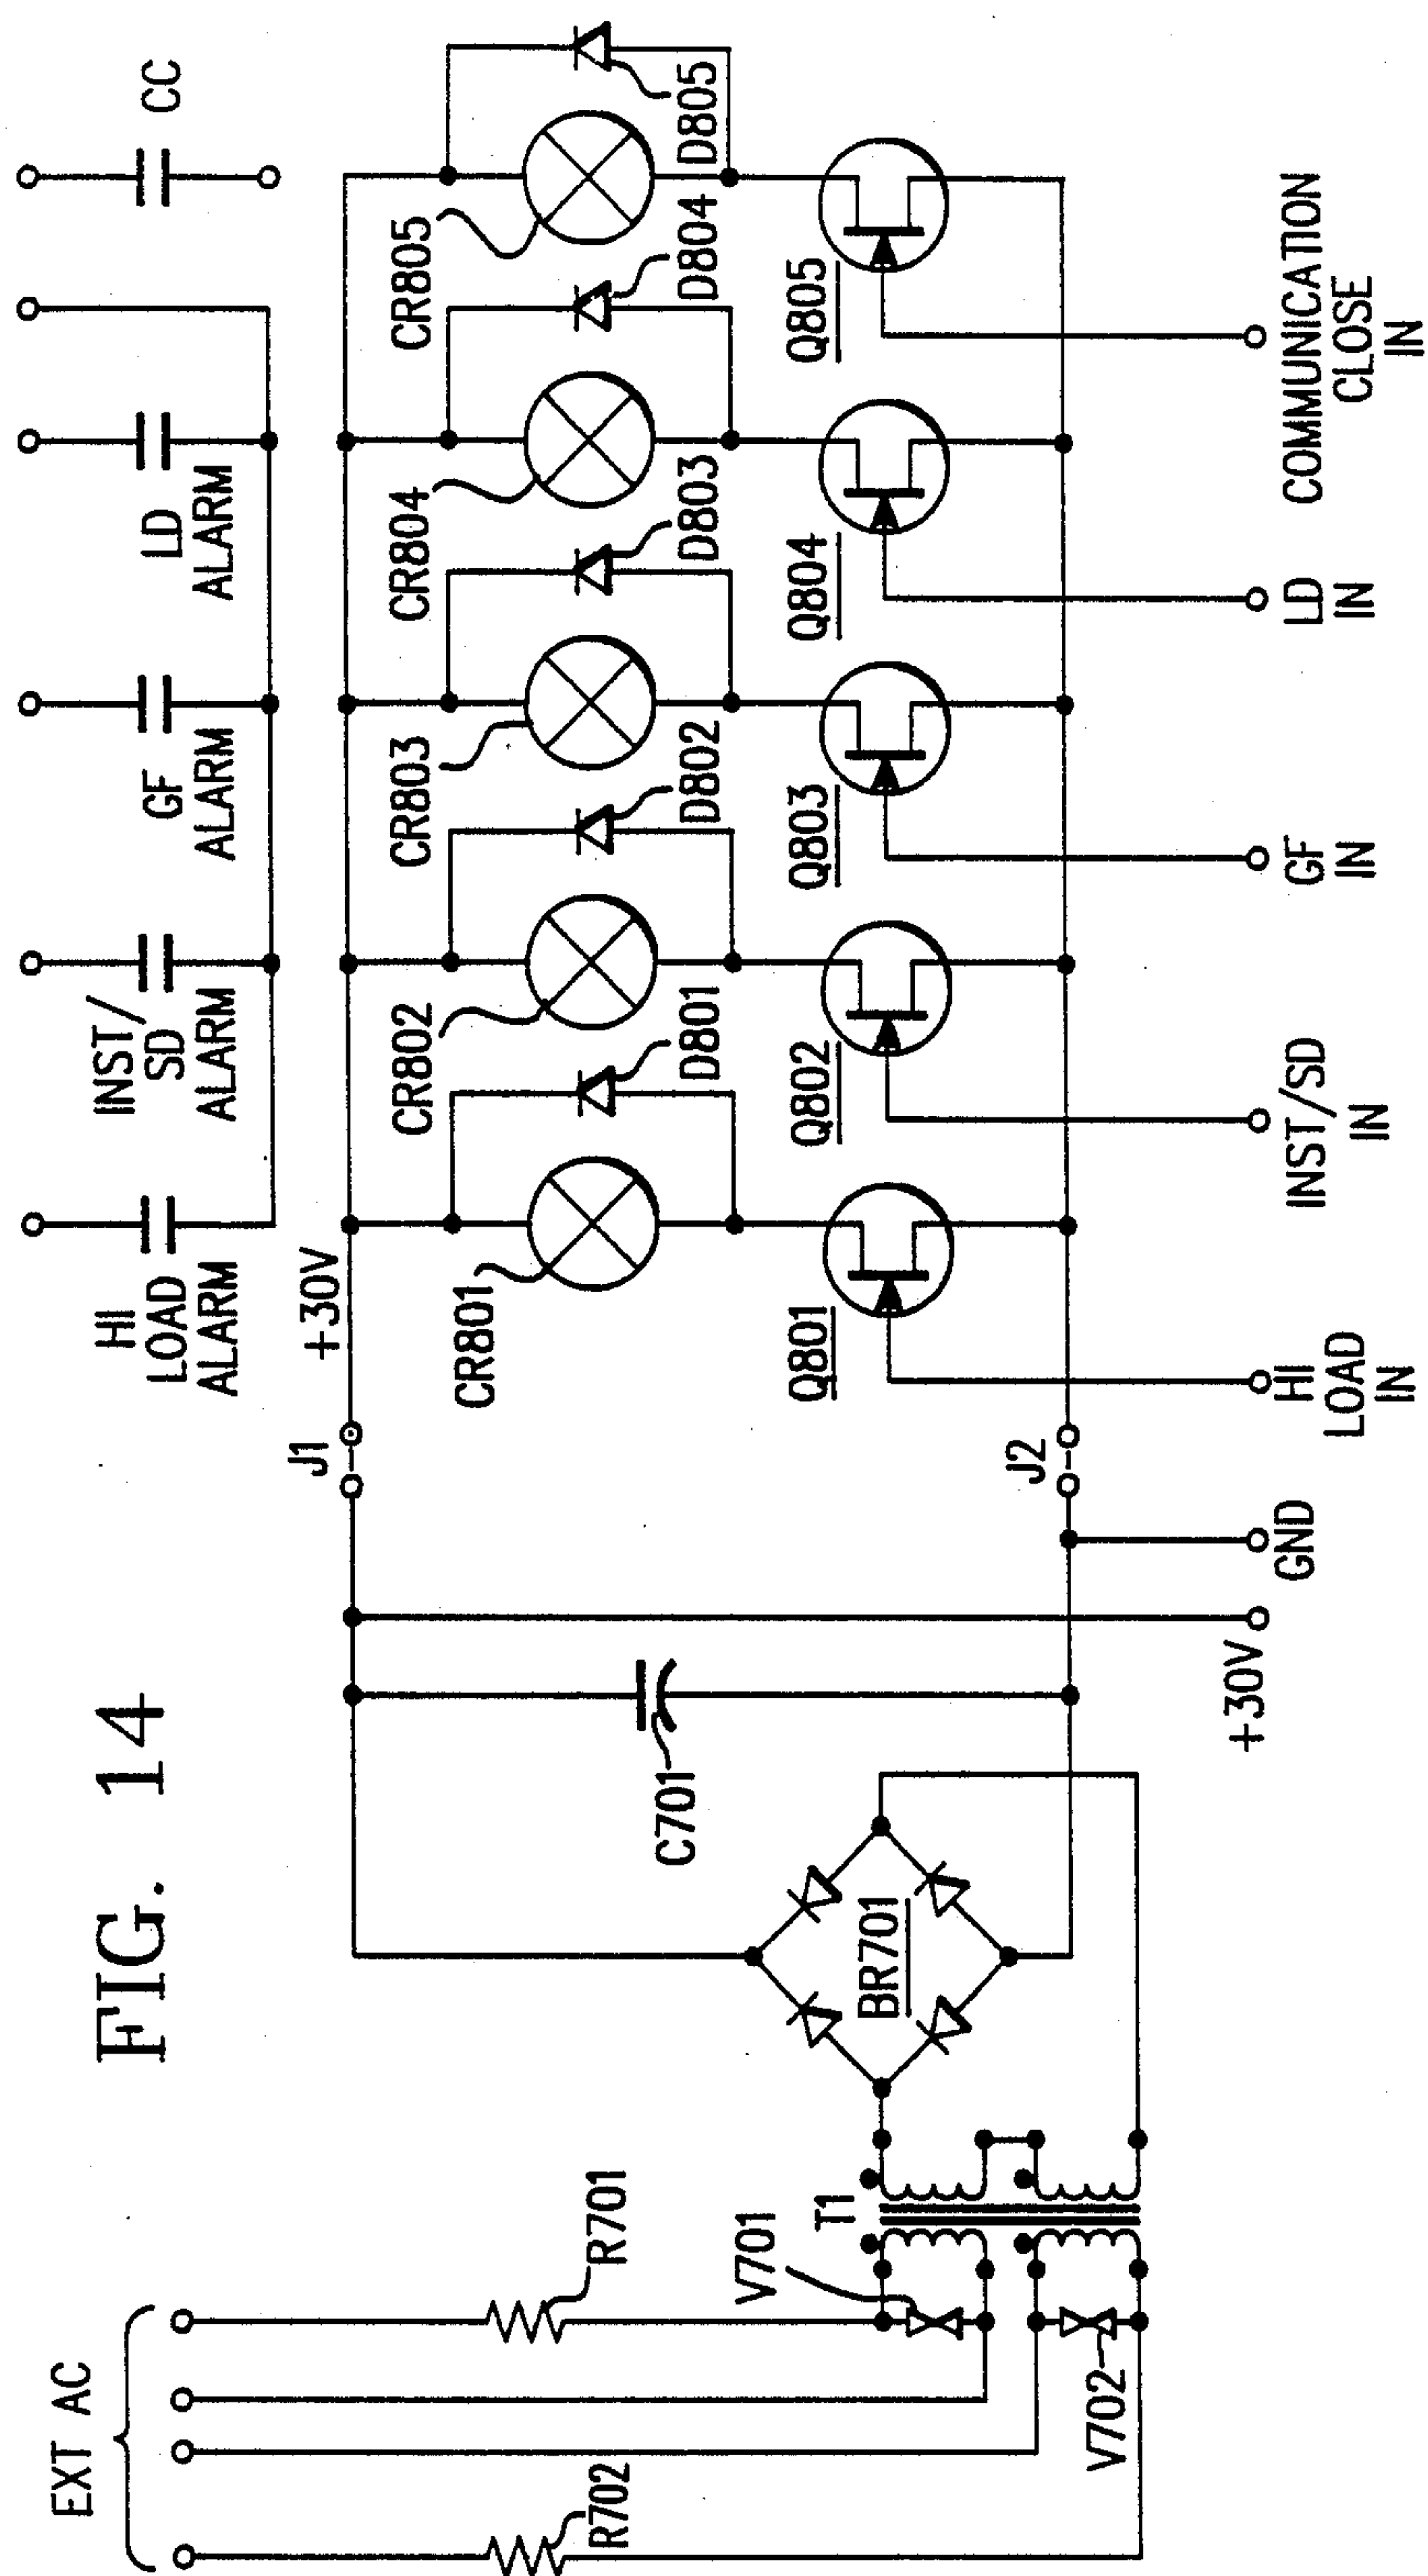 FIG. 14
EXT AC
R702
R701
V701
V702
T1
BR701
C701
+30V
GND
J1
J2
+30V
HI
LOAD
ALARM
INST/
SD
ALARM
GF
ALARM
LD
ALARM
CC
CR801
D801
CR802
D802
CR803
D803
CR804
D804
CR805
D805
Q801
Q802
Q803
Q804
Q805
HI
LOAD
IN
INST/SD
IN
GF
IN
LD
IN
COMMUNICATION
CLOSE
IN